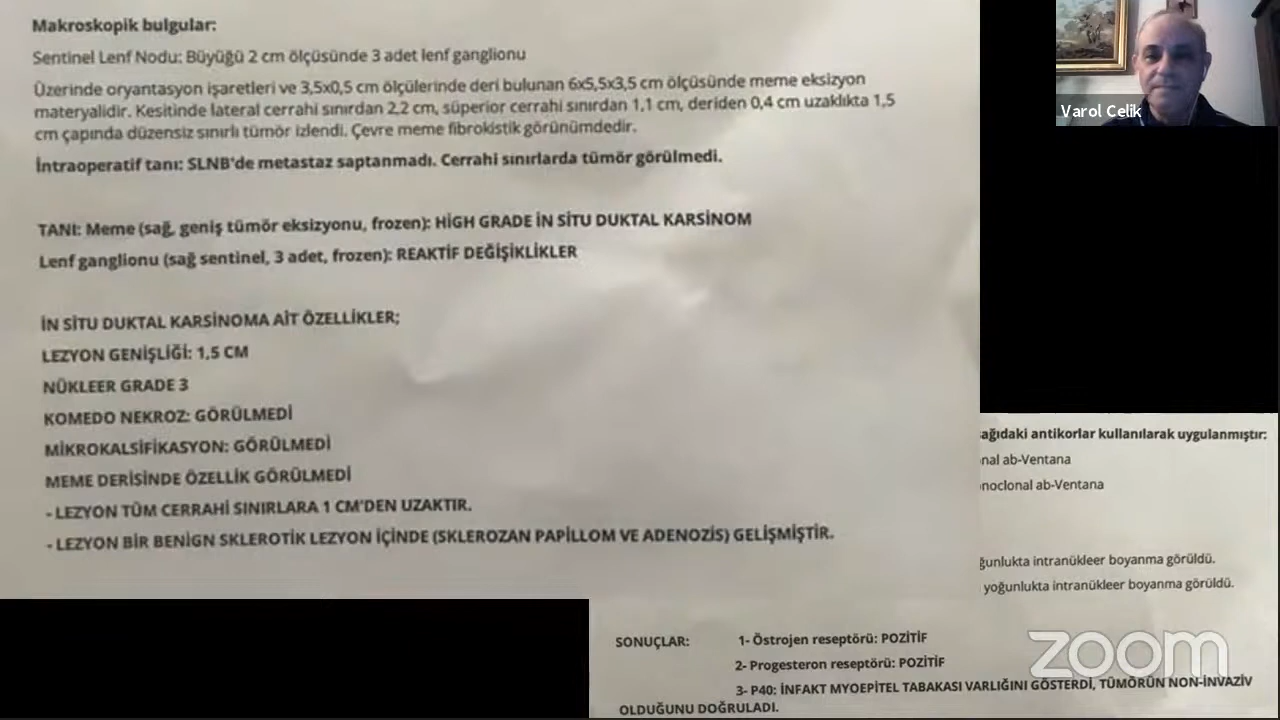 Makroskopik bulgular:
Sentinel Lenf Nodu: Büyüğü 2 cm ölçüsünde 3 adet lenf ganglionu
Üzerinde oryantasyon işaretleri ve 3,5x0,5 cm ölçülerinde deri bulunan 6x5,5x3,5 cm ölçüsünde meme eksizyon
materyalidir. Kesitinde lateral cerrahi sınırdan 2,2 cm, süperior cerrahi sınırdan 1,1 cm, deriden 0,4 cm uzaklıkta 1,5
cm çapında düzensiz sınırlı tümör izlendi. Çevre meme fibrokistik görünümdedir.
İntraoperatif tanı: SLNB'de metastaz saptanmadı. Cerrahi sınırlarda tümör görülmedi.
TANI: Meme (sağ, geniş tümör eksizyonu, frozen): HİGH GRADE İN SİTU DUKTAL KARSİNOM
Lenf ganglionu (sağ sentinel, 3 adet, frozen): REAKTİF DEĞİŞİKLİKLER
İN SİTU DUKTAL KARSİNOMA AİT ÖZELLİKLER;
LEZYON GENİŞLİĞİ: 1,5 CM
NÜKLEER GRADE 3
KOMEDO NEKROZ: GÖRÜLMEDİ
MİKROKALSİFİKASYON: GÖRÜLMEDİ
MEME DERİSİNDE ÖZELLİK GÖRÜLMEDİ
- LEZYON TÜM CERRAHİ SINIRLARA 1 CM'DEN UZAKTIR.
- LEZYON BİR BENİGN SKLEROTİK LEZYON İÇİNDE (SKLEROZAN PAPİLLOM VE ADENOZİS) GELİŞMİŞTİR.
Varol Celik
ağıdaki antikorlar kullanılarak uygulanmıştır:
nal ab-Ventana
noclonal ab-Ventana
ğunlukta intranükleer boyanma görüldü.
yoğunlukta intranükleer boyanma görüldü.
SONUÇLAR: 1- Östrojen reseptörü: POZİTİF
2- Progesteron reseptörü: POZİTİF
3- P40: İNFAKT MYOEPİTEL TABAKASI VARLIĞINI GÖSTERDİ, TÜMÖRÜN NON-İNVAZİV
OLDUĞUNU DOĞRULADI.
zoom